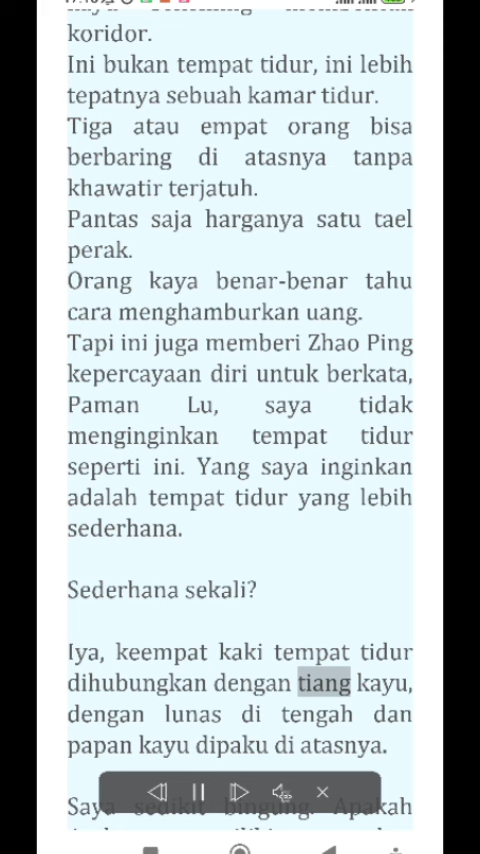 koridor.
Ini bukan tempat tidur, ini lebih
tepatnya sebuah kamar tidur.
Tiga atau empat orang bisa
berbaring di atasnya tanpa
khawatir terjatuh.
Pantas saja harganya satu tael
perak.
Orang kaya benar-benar tahu
cara menghamburkan uang.
Tapi ini juga memberi Zhao Ping
kepercayaan diri untuk berkata,
Paman Lu, saya tidak
menginginkan tempat tidur
seperti ini. Yang saya inginkan
adalah tempat tidur yang lebih
sederhana.
Sederhana sekali?
Iya, keempat kaki tempat tidur
dihubungkan dengan tiang kayu,
dengan lunas di tengah dan
papan kayu dipaku di atasnya.
Saya sedikit bingung. Apakah